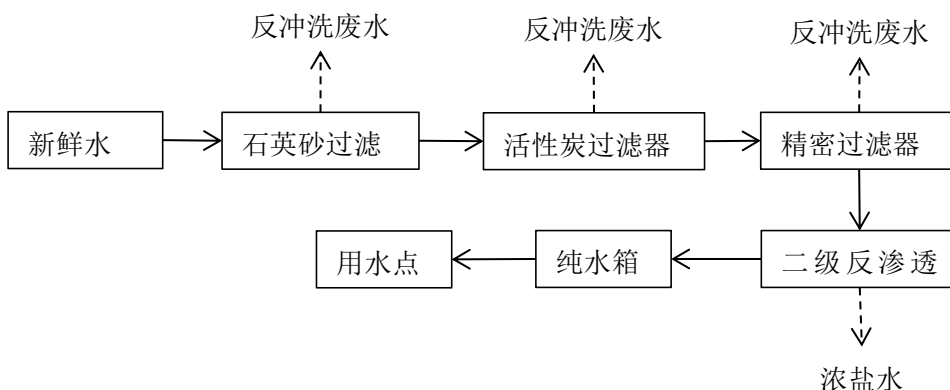 反冲洗废水
反冲洗废水
反冲洗废水
新鲜水
石英砂过滤
活性炭过滤器
精密过滤器
用水点
纯水箱
二级反渗透
浓盐水